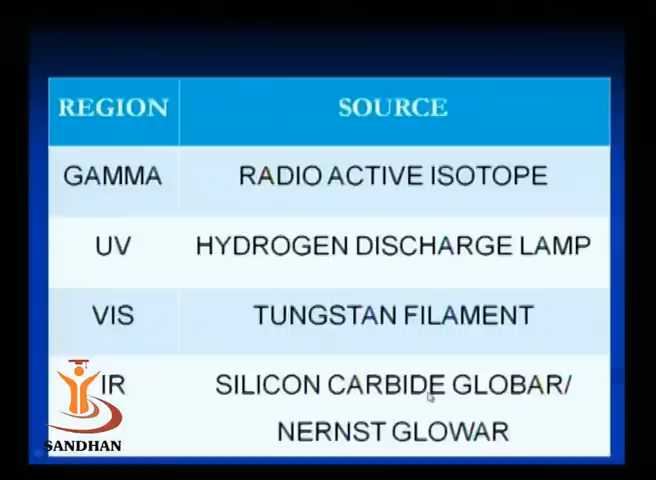 REGION SOURCE
GAMMA RADIO ACTIVE ISOTOPE
UV HYDROGEN DISCHARGE LAMP
VIS TUNGSTAN FILAMENT
IR SILICON CARBIDE GLOBAR/
NERNST GLOWAR
SANDHAN